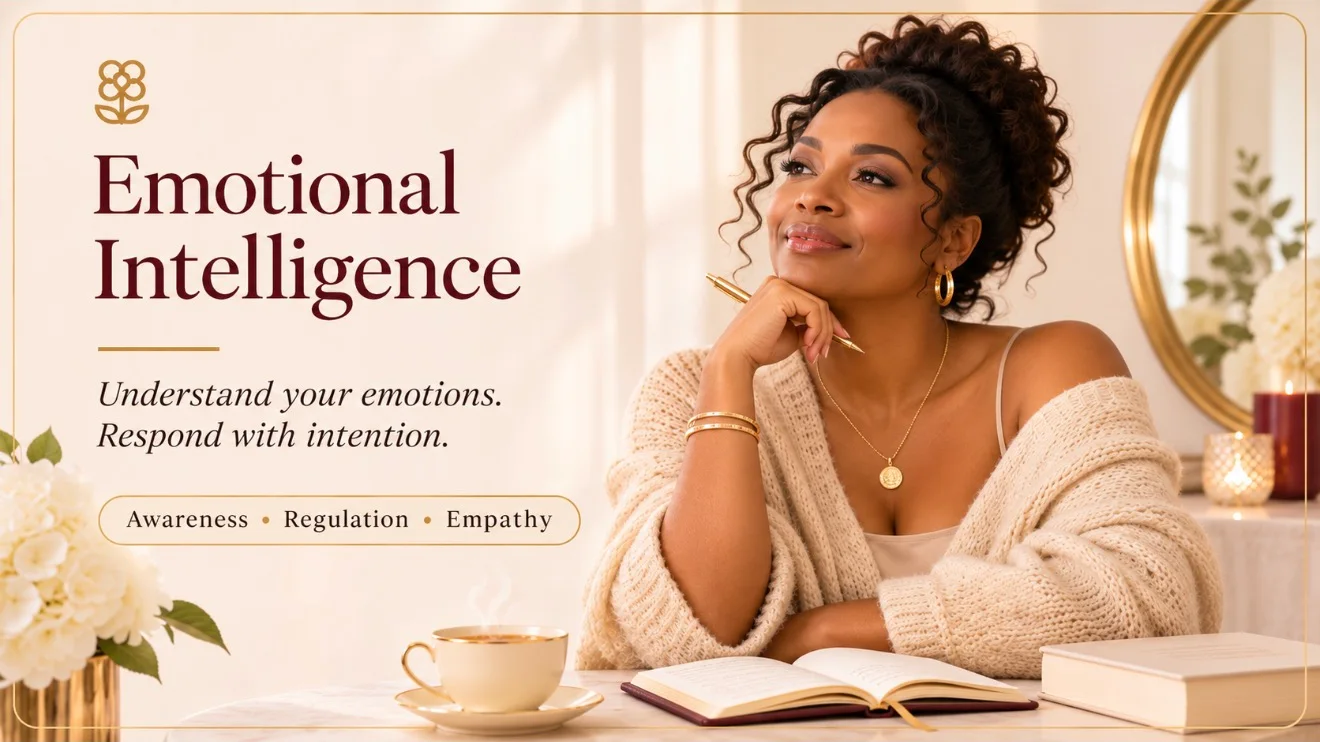 Emotional
Intelligence
Understand your emotions.
Respond with intention.
Awareness • Regulation • Empathy